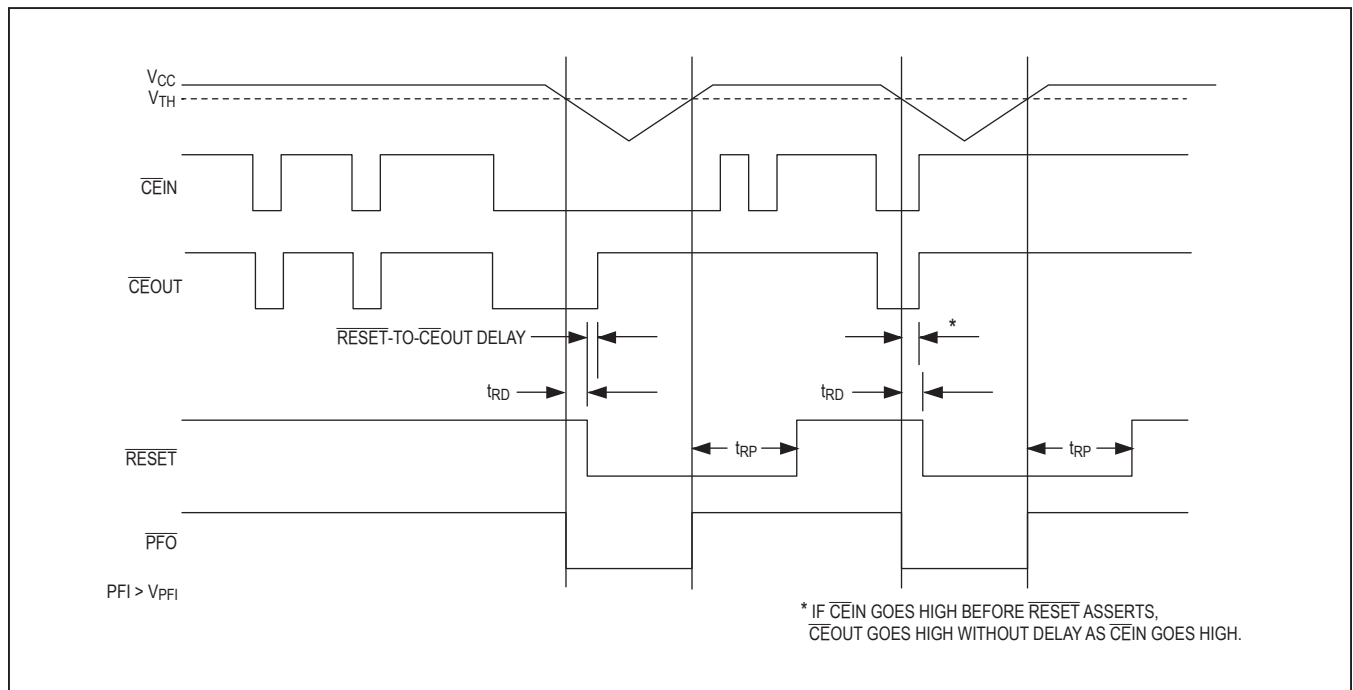 VCC
VTH
CEIN
CEOUT
*
RESET-TO-CEOUT DELAY
tRD
tRD
RESET
tRP
tRP
PFO
PFI > VPFI
* IF CEIN GOES HIGH BEFORE RESET ASSERTS,
CEOUT GOES HIGH WITHOUT DELAY AS CEIN GOES HIGH.